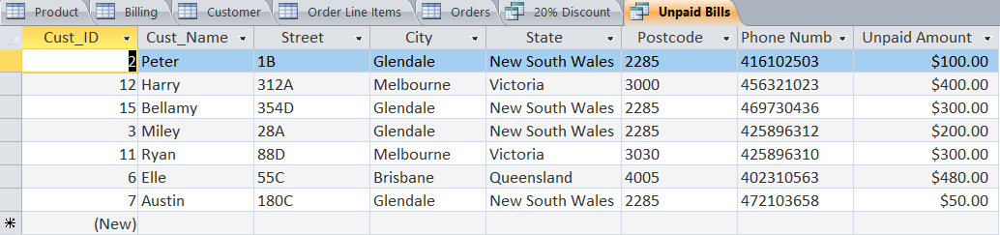 Product Billing Customer Order Line Items Orders 20% Discount Unpaid Bills
Cust_ID Cust_Name Street City State Postcode Phone Numb Unpaid Amount
2 Peter 1B Glendale New South Wales 2285 416102503 $100.00
12 Harry 312A Melbourne Victoria 3000 456321023 $400.00
15 Bellamy 354D Glendale New South Wales 2285 469730436 $300.00
3 Miley 28A Glendale New South Wales 2285 425896312 $200.00
11 Ryan 88D Melbourne Victoria 3030 425896310 $300.00
6 Elle 55C Brisbane Queensland 4005 402310563 $480.00
7 Austin 180C Glendale New South Wales 2285 472103658 $50.00
(New)